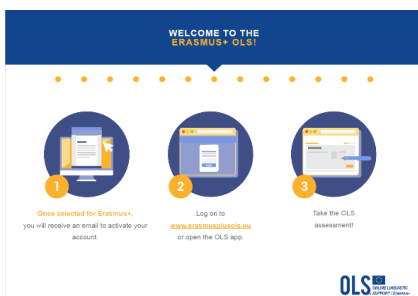 WELCOME TO THE
ERASMUS+ OLS!
1
2
3
Once selected for Erasmus+,
you will receive an email to activate your
account.
Log on to
www.erasmusplusols.eu
or open the OLS app.
Take the OLS
assessment!
OLS
ONLINE LINGUISTIC
SUPPORT | Erasmus+